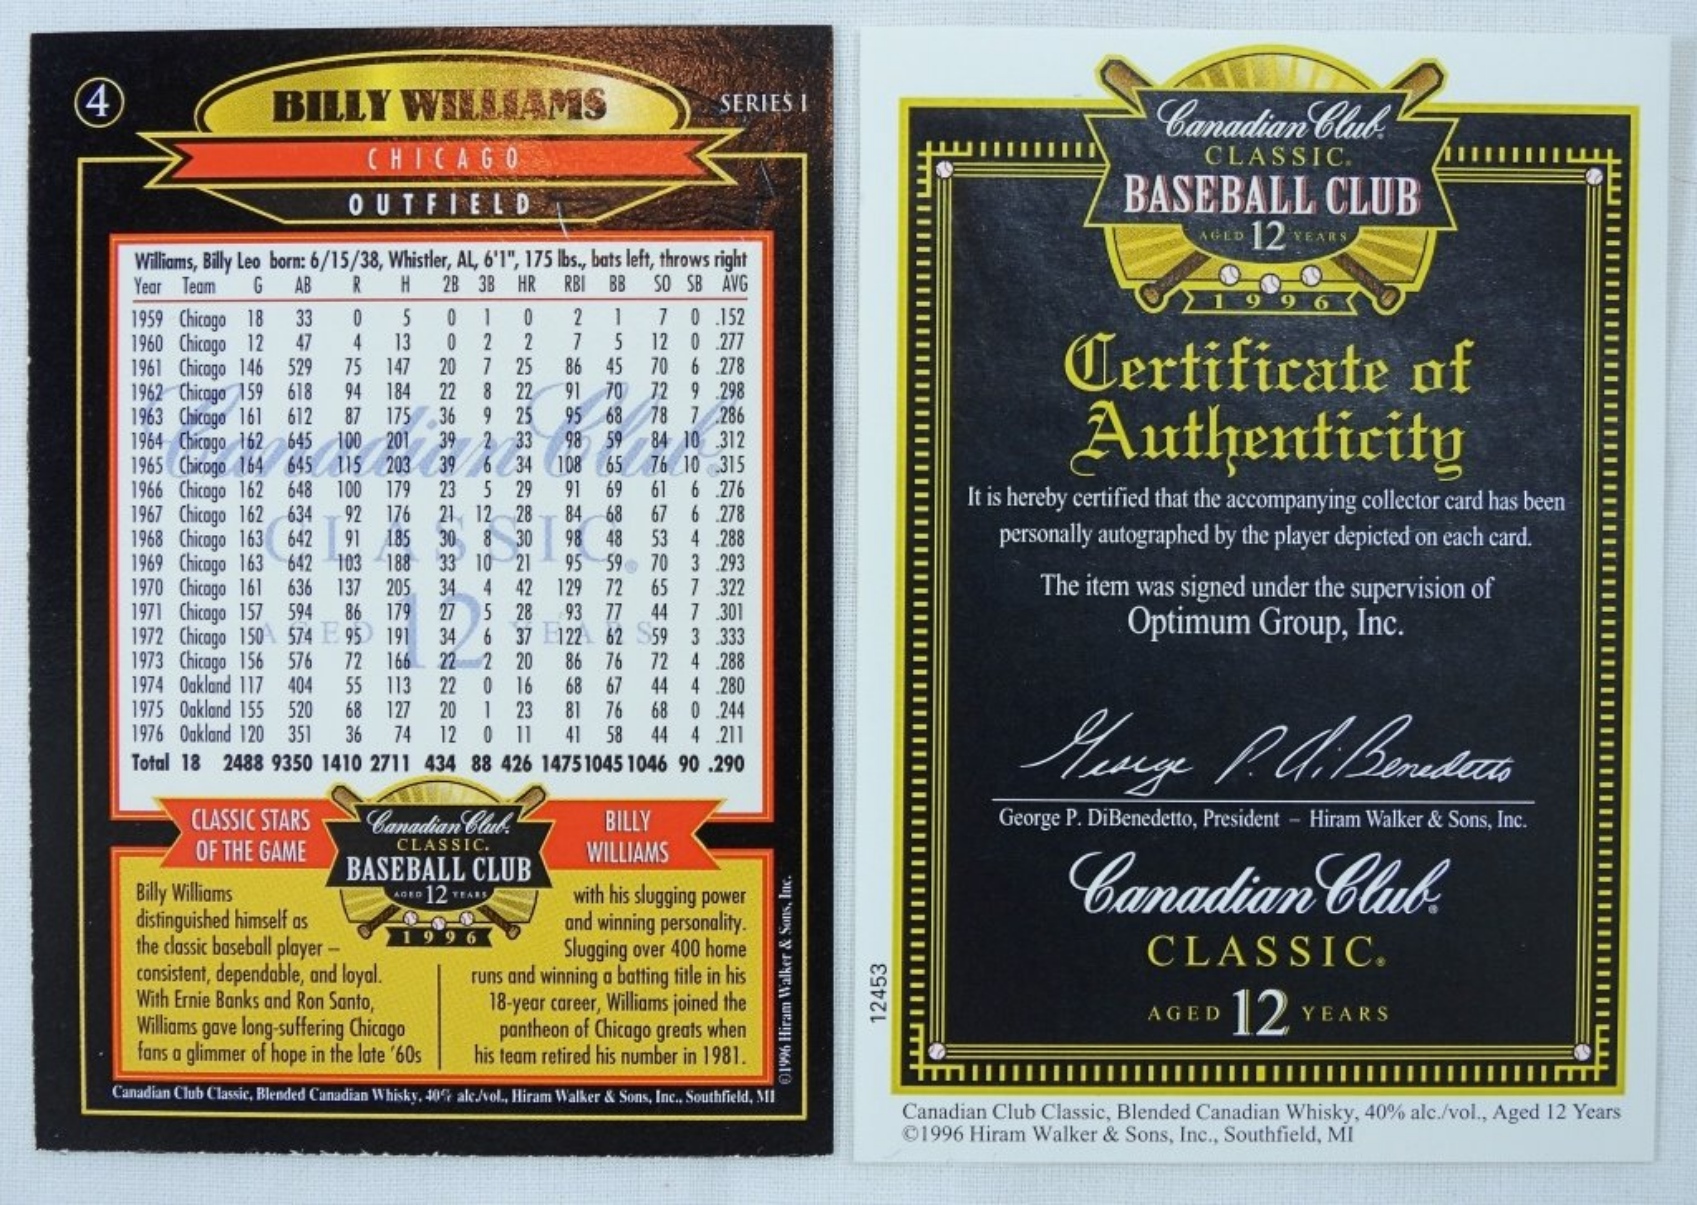 4
BILLY WILLIAMS
SERIES I
CHICAGO
OUTFIELD
Williams, Billy Leo born: 6/15/38, Whistler, AL, 6'1", 175 lbs., bats left, throws right
Year Team G AB R H 2B 3B HR RBI BB SO SB AVG
1959 Chicago 18 33 0 5 0 1 0 2 1 7 0 .152
1960 Chicago 12 47 4 13 0 2 2 7 5 12 0 .277
1961 Chicago 146 529 75 147 20 7 25 86 45 70 6 .278
1962 Chicago 159 618 94 184 22 8 22 91 70 72 9 .298
1963 Chicago 161 612 87 175 36 9 25 95 68 78 7 .286
1964 Chicago 162 645 100 201 39 2 33 98 59 84 10 .312
1965 Chicago 164 645 115 203 39 6 34 108 65 76 10 .315
1966 Chicago 162 648 100 179 23 5 29 91 69 61 6 .276
1967 Chicago 162 634 92 176 21 12 28 84 68 67 6 .278
1968 Chicago 163 642 91 185 30 8 30 98 48 53 4 .288
1969 Chicago 163 642 103 188 33 10 21 95 59 70 3 .293
1970 Chicago 161 636 137 205 34 4 42 129 72 65 7 .322
1971 Chicago 157 594 86 179 27 5 28 93 77 44 7 .301
1972 Chicago 150 574 95 191 34 6 37 122 62 59 3 .333
1973 Chicago 156 576 72 166 22 2 20 86 76 72 4 .288
1974 Oakland 117 404 55 113 22 0 16 68 67 44 4 .280
1975 Oakland 155 520 68 127 20 1 23 81 76 68 0 .244
1976 Oakland 120 351 36 74 12 0 11 41 58 44 4 .211
Total 18 2488 9350 1410 2711 434 88 426 1475 1045 1046 90 .290
Canadian Club
CLASSIC®
AGED 12 YEARS
CLASSIC STARS
OF THE GAME
Canadian Club®
CLASSIC®
BASEBALL CLUB
AGED 12 YEARS
1996
BILLY
WILLIAMS
Billy Williams
distinguished himself as
the classic baseball player –
consistent, dependable, and loyal.
With Ernie Banks and Ron Santo,
Williams gave long-suffering Chicago
fans a glimmer of hope in the late '60s
with his slugging power
and winning personality.
Slugging over 400 home
runs and winning a batting title in his
18-year career, Williams joined the
pantheon of Chicago greats when
his team retired his number in 1981.
©1996 Hiram Walker & Sons, Inc.
Canadian Club Classic, Blended Canadian Whisky, 40% alc./vol., Hiram Walker & Sons, Inc., Southfield, MI
Canadian Club®
CLASSIC®
BASEBALL CLUB
AGED 12 YEARS
1996
Certificate of
Authenticity
It is hereby certified that the accompanying collector card has been
personally autographed by the player depicted on each card.
The item was signed under the supervision of
Optimum Group, Inc.
George P. DiBenedetto
George P. DiBenedetto, President – Hiram Walker & Sons, Inc.
Canadian Club®
CLASSIC®
AGED 12 YEARS
12453
Canadian Club Classic, Blended Canadian Whisky, 40% alc./vol., Aged 12 Years
©1996 Hiram Walker & Sons, Inc., Southfield, MI